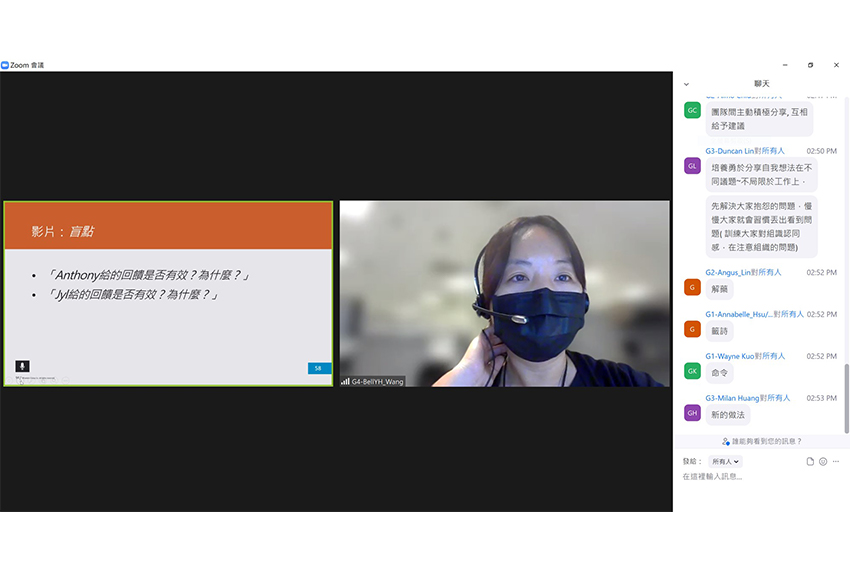 Zoom 會議
影片：盲點
• 「Anthony給的回饋是否有效？為什麼？」
• 「Jyl給的回饋是否有效？為什麼？」
58
G4-BellYH_Wang
聊天
GC
團隊間主動積極分享, 互相
給予建議
G3-Duncan Lin對所有人 02:50 PM
GL
培養勇於分享自我想法在不
同議題~不局限於工作上，
先解決大家抱怨的問題，慢
慢大家就會習慣丟出看到問
題( 訓練大家對組識認同
感，在注意組織的問題)
G2-Angus_Lin對所有人 02:52 PM
G
解藥
G1-Annabelle_Hsu/...對所有人 02:52 PM
G
籤詩
G1-Wayne Kuo對所有人 02:52 PM
GK
命令
G3-Milan Huang對所有人 02:53 PM
GH
新的做法
誰能夠看到您的訊息？
發給： 所有人
在這裡輸入訊息...